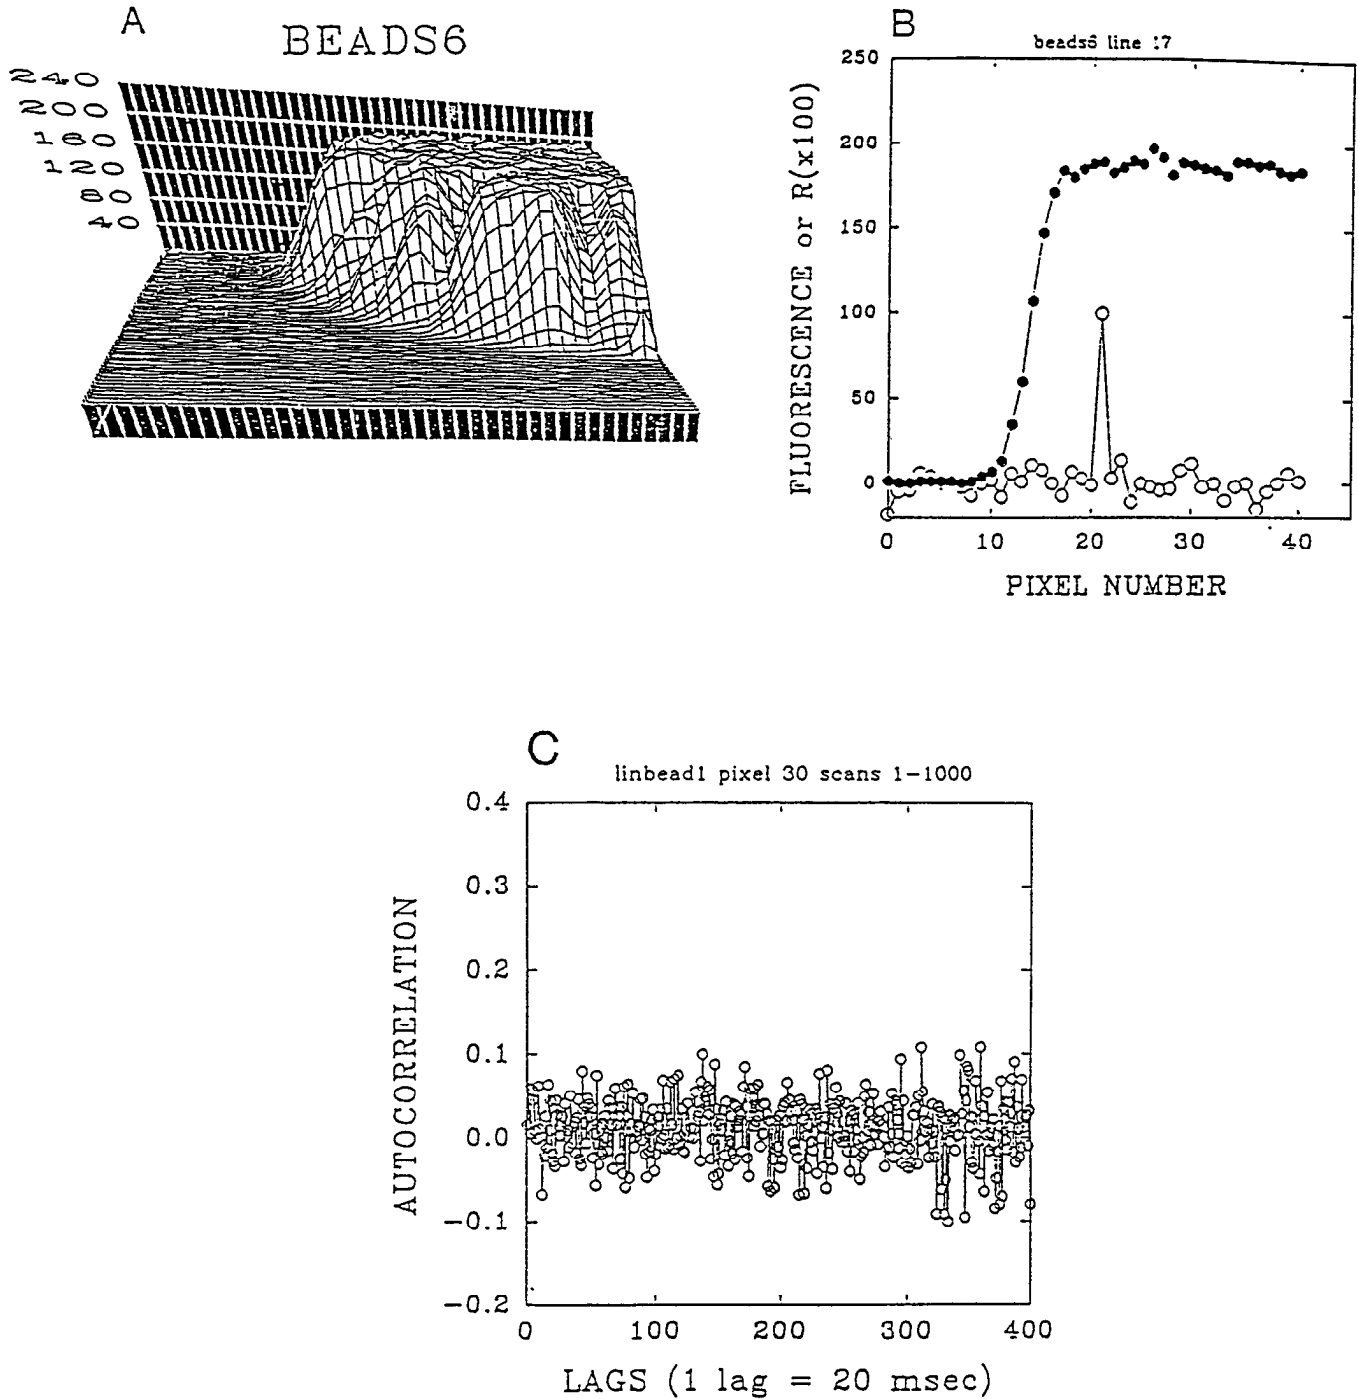 A
BEADS6
240
200
160
120
80
40
B
beads6 line 17
250
200
150
100
50
0
FLUORESCENCE or R(x100)
0 10 20 30 40
PIXEL NUMBER
C
linbead1 pixel 30 scans 1-1000
0.4
0.3
0.2
0.1
0.0
-0.1
-0.2
AUTOCORRELATION
0 100 200 300 400
LAGS (1 lag = 20 msec)